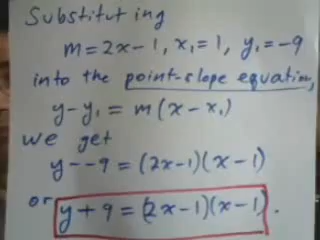 Substituting
m=2x-1, x₁=1, y₁=-9
into the point-slope equation,
y-y₁ = m(x-x₁)
we get
y--9 = (2x-1)(x-1)
or y+9 = (2x-1)(x-1).